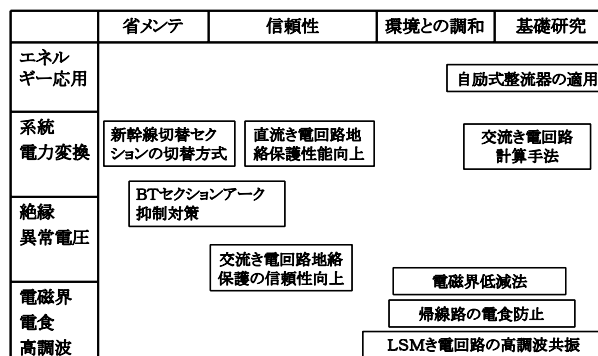 省メンテ 信頼性 環境との調和 基礎研究
エネル
ギー応用
自励式整流器の適用
系統
電力変換
新幹線切替セク
ションの切替方式
直流き電回路地
絡保護性能向上
交流き電回路
計算手法
絶縁
異常電圧
BTセクションアーク
抑制対策
交流き電回路地絡
保護の信頼性向上
電磁界
電食
高調波
電磁界低減法
帰線路の電食防止
LSMき電回路の高調波共振